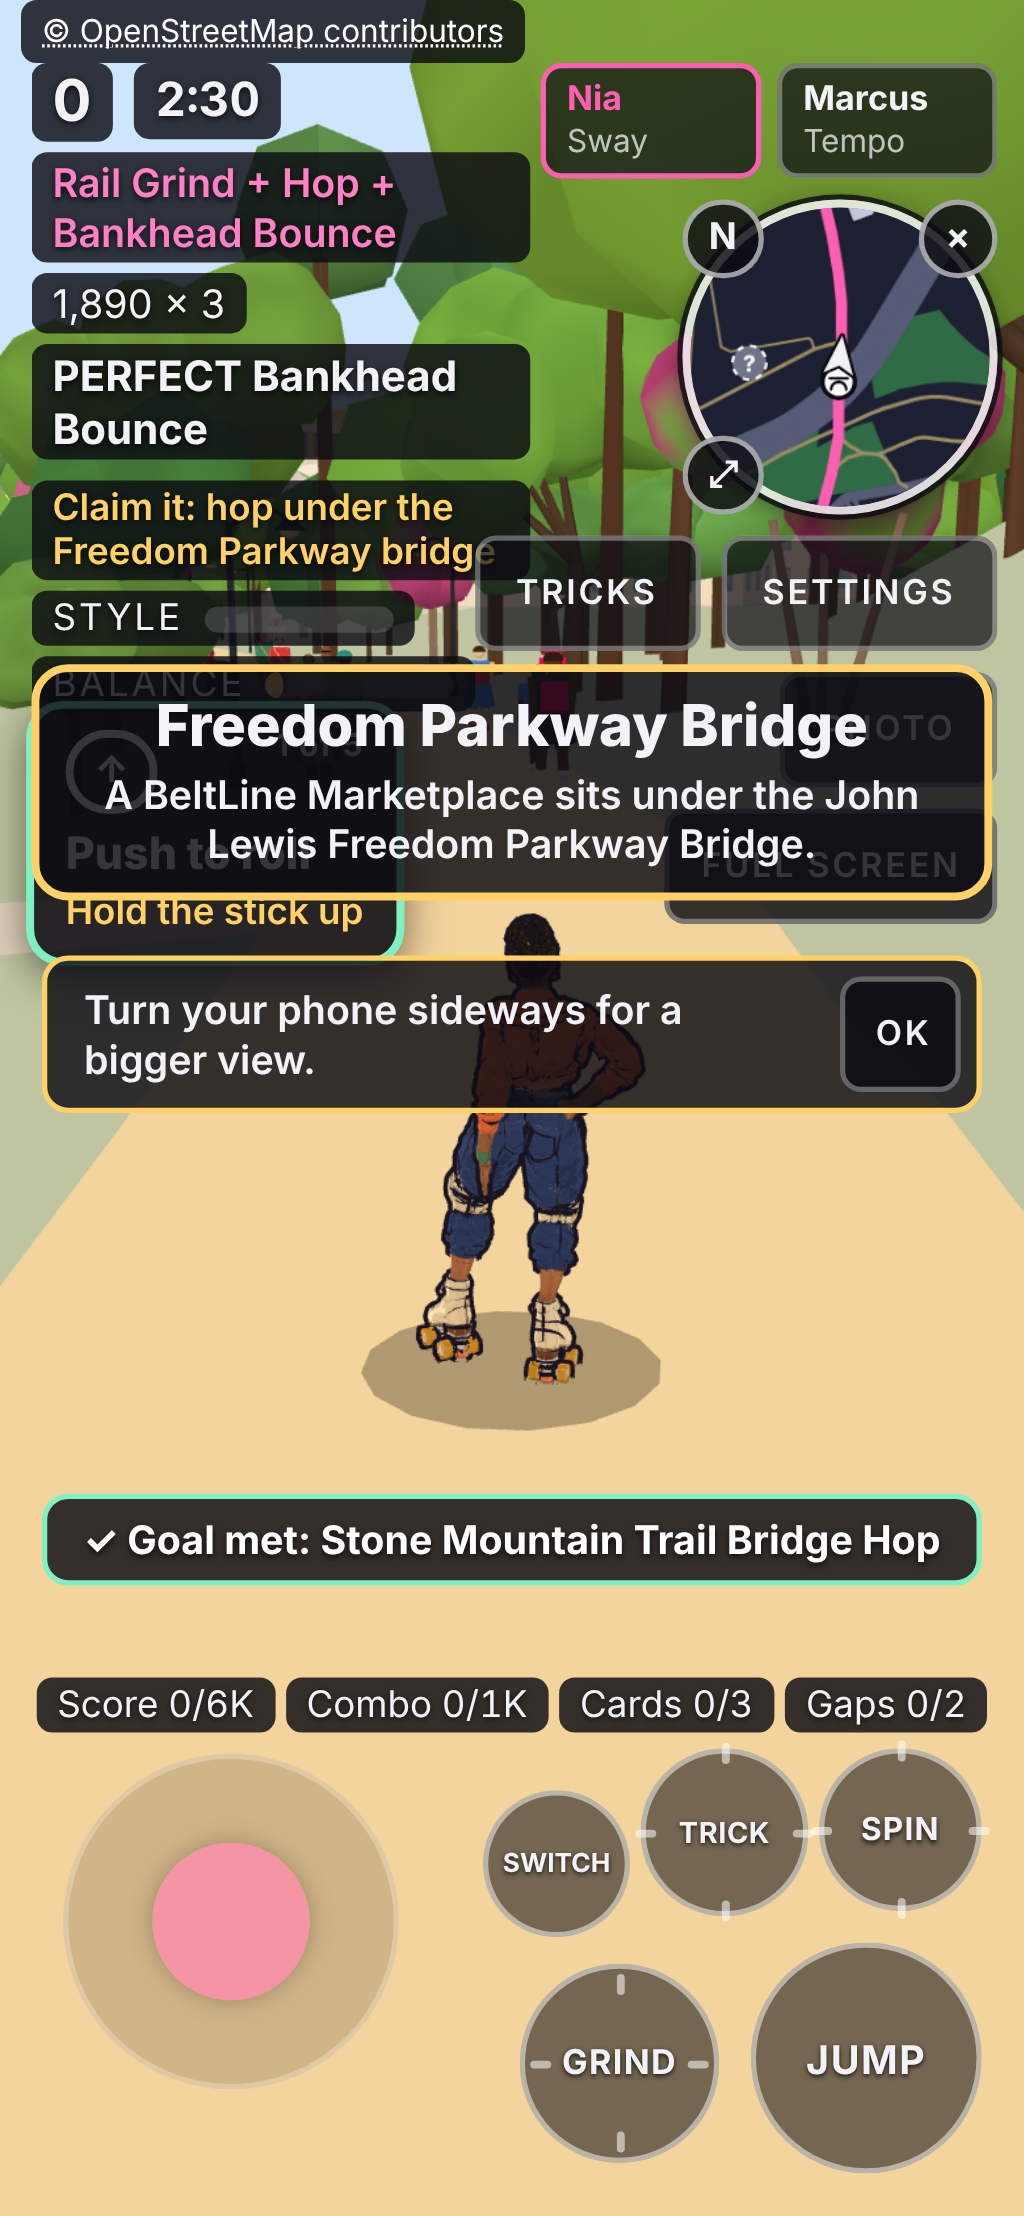 © OpenStreetMap contributors
0
2:30
Nia
Sway
Marcus
Tempo
Rail Grind + Hop +
Bankhead Bounce
1,890 × 3
PERFECT Bankhead
Bounce
N
×
?
Claim it: hop under the
Freedom Parkway bridge
TRICKS
SETTINGS
STYLE
BALANCE
PHOTO
Freedom Parkway Bridge
A BeltLine Marketplace sits under the John
Lewis Freedom Parkway Bridge.
Push to roll
FULL SCREEN
Hold the stick up
Turn your phone sideways for a
bigger view.
OK
✓ Goal met: Stone Mountain Trail Bridge Hop
Score 0/6K
Combo 0/1K
Cards 0/3
Gaps 0/2
SWITCH
TRICK
SPIN
GRIND
JUMP